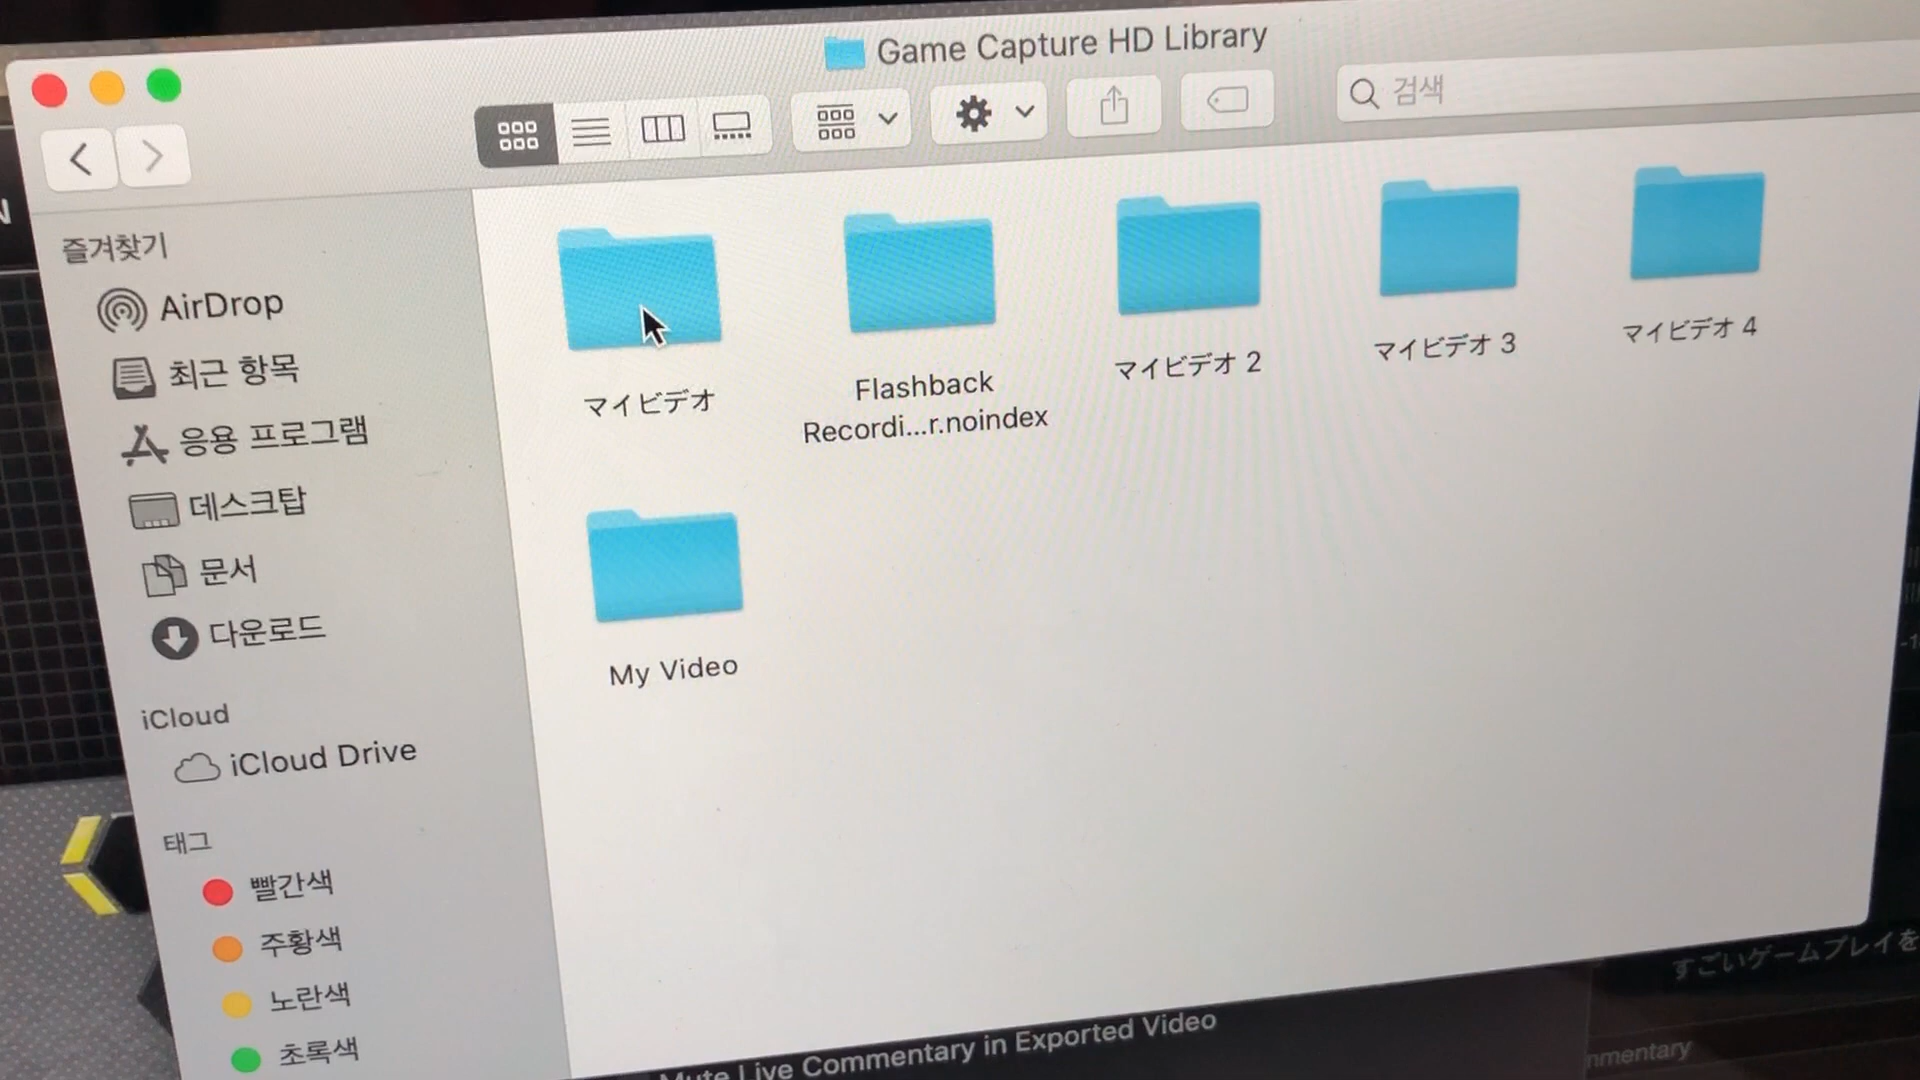 Game Capture HD Library
검색
즐겨찾기
AirDrop
최근 항목
응용 프로그램
데스크탑
문서
다운로드
iCloud
iCloud Drive
태그
빨간색
주황색
노란색
초록색
マイビデオ
Flashback
Recordi...r.noindex
マイビデオ 2
マイビデオ 3
マイビデオ 4
My Video
すごいゲームプレイを
Mute Live Commentary in Exported Video